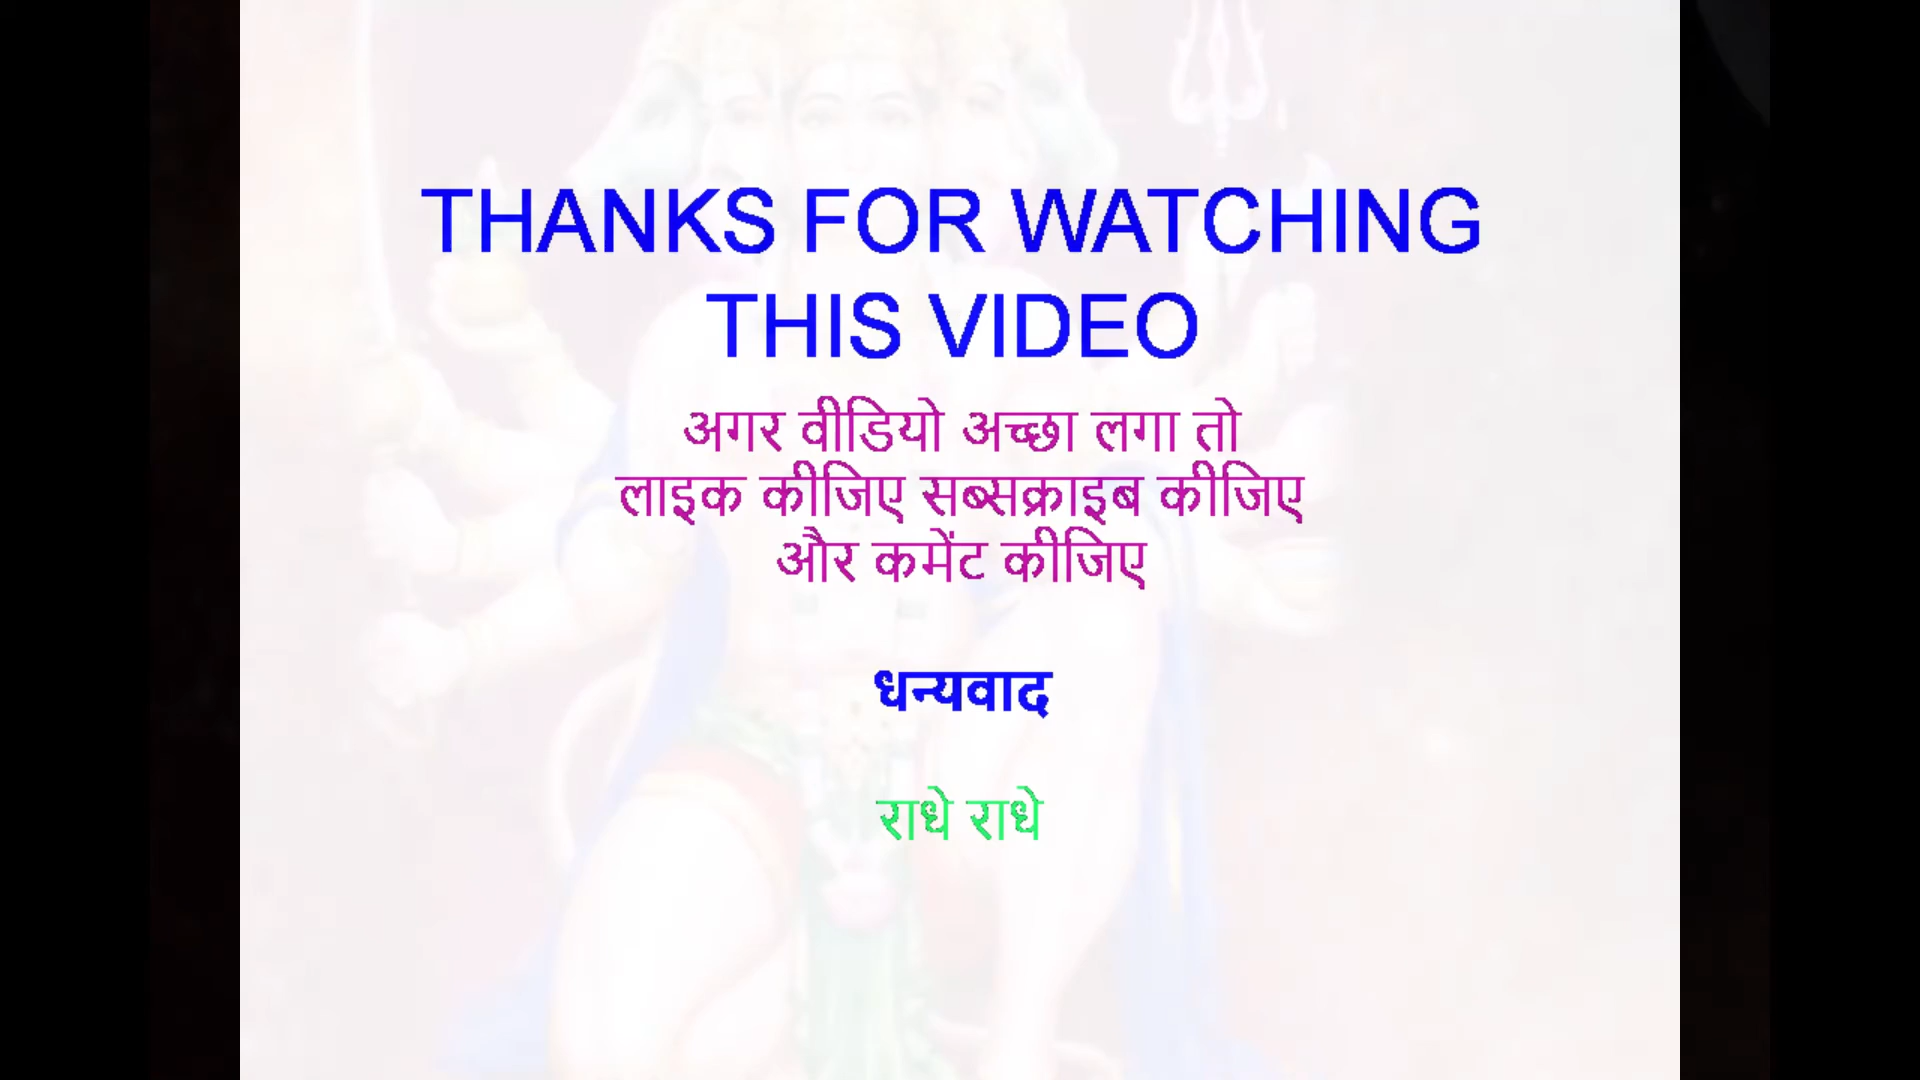 THANKS FOR WATCHING
THIS VIDEO
अगर वीडियो अच्छा लगा तो
लाइक कीजिए सब्सक्राइब कीजिए
और कमेंट कीजिए
धन्यवाद
राधे राधे